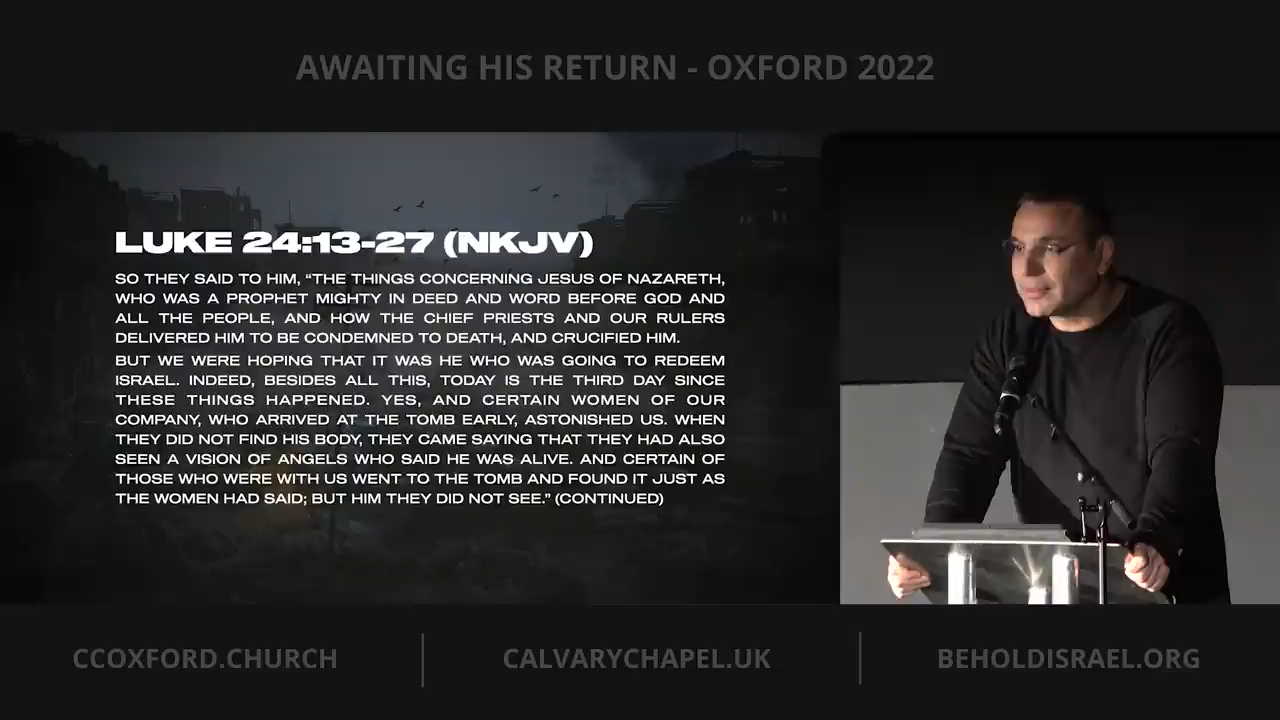 AWAITING HIS RETURN - OXFORD 2022
LUKE 24:13-27 (NKJV)
SO THEY SAID TO HIM, “THE THINGS CONCERNING JESUS OF NAZARETH,
WHO WAS A PROPHET MIGHTY IN DEED AND WORD BEFORE GOD AND
ALL THE PEOPLE, AND HOW THE CHIEF PRIESTS AND OUR RULERS
DELIVERED HIM TO BE CONDEMNED TO DEATH, AND CRUCIFIED HIM.
BUT WE WERE HOPING THAT IT WAS HE WHO WAS GOING TO REDEEM
ISRAEL. INDEED, BESIDES ALL THIS, TODAY IS THE THIRD DAY SINCE
THESE THINGS HAPPENED. YES, AND CERTAIN WOMEN OF OUR
COMPANY, WHO ARRIVED AT THE TOMB EARLY, ASTONISHED US. WHEN
THEY DID NOT FIND HIS BODY, THEY CAME SAYING THAT THEY HAD ALSO
SEEN A VISION OF ANGELS WHO SAID HE WAS ALIVE. AND CERTAIN OF
THOSE WHO WERE WITH US WENT TO THE TOMB AND FOUND IT JUST AS
THE WOMEN HAD SAID; BUT HIM THEY DID NOT SEE.” (CONTINUED)
CCOXFORD.CHURCH
CALVARYCHAPEL.UK
BEHOLDISRAEL.ORG